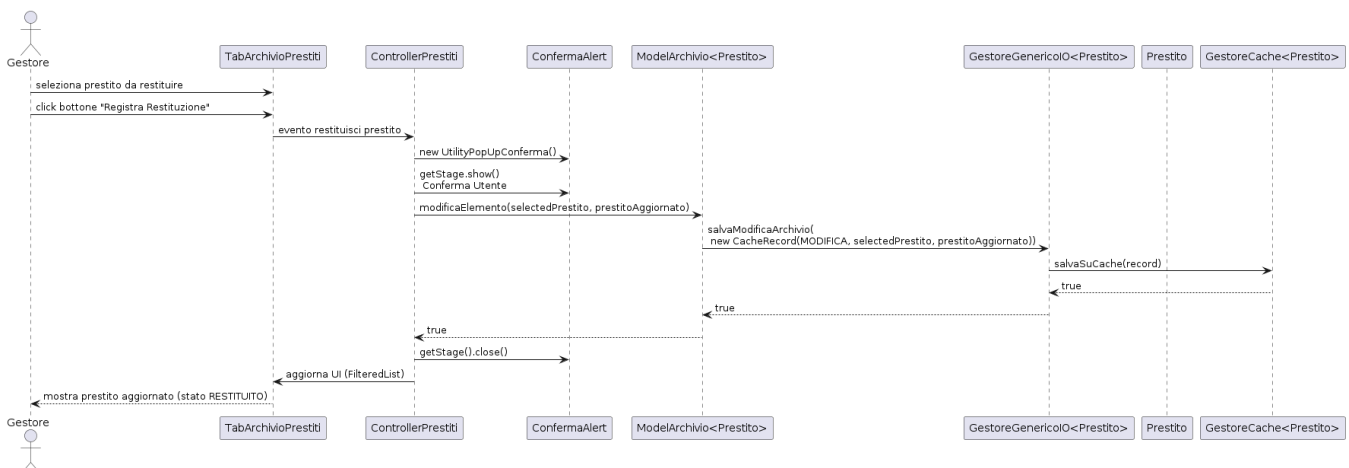 Gestore
TabArchivioPrestiti
ControllerPrestiti
ConfermaAlert
ModelArchivio<Prestito>
GestoreGenericoIO<Prestito>
Prestito
GestoreCache<Prestito>
seleziona prestito da restituire
click bottone "Registra Restituzione"
evento restituisci prestito
new UtilityPopUpConferma()
getStage.show()
Conferma Utente
modificaElemento(selectedPrestito, prestitoAggiornato)
salvaModificaArchivio(
new CacheRecord(MODIFICA, selectedPrestito, prestitoAggiornato))
salvaSuCache(record)
true
true
true
getStage().close()
aggiorna UI (FilteredList)
mostra prestito aggiornato (stato RESTITUITO)
Gestore
TabArchivioPrestiti
ControllerPrestiti
ConfermaAlert
ModelArchivio<Prestito>
GestoreGenericoIO<Prestito>
Prestito
GestoreCache<Prestito>